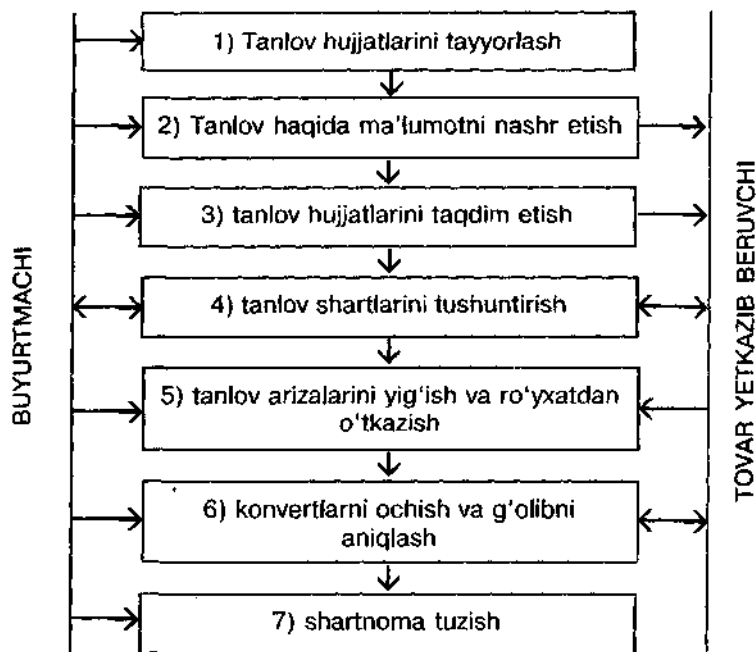 1) Tanlov hujjatlarini tayyorlash
2) Tanlov haqida ma'lumotni nashr etish
3) tanlov hujjatlarini taqdim etish
4) tanlov shartlarini tushuntirish
5) tanlov arizalarini yig‘ish va ro‘yxatdan
o‘tkazish
6) konvertlarni ochish va g‘olibni
aniqlash
7) shartnoma tuzish
BUYURTMACHI
TOVAR YETKAZIB BERUVCHI